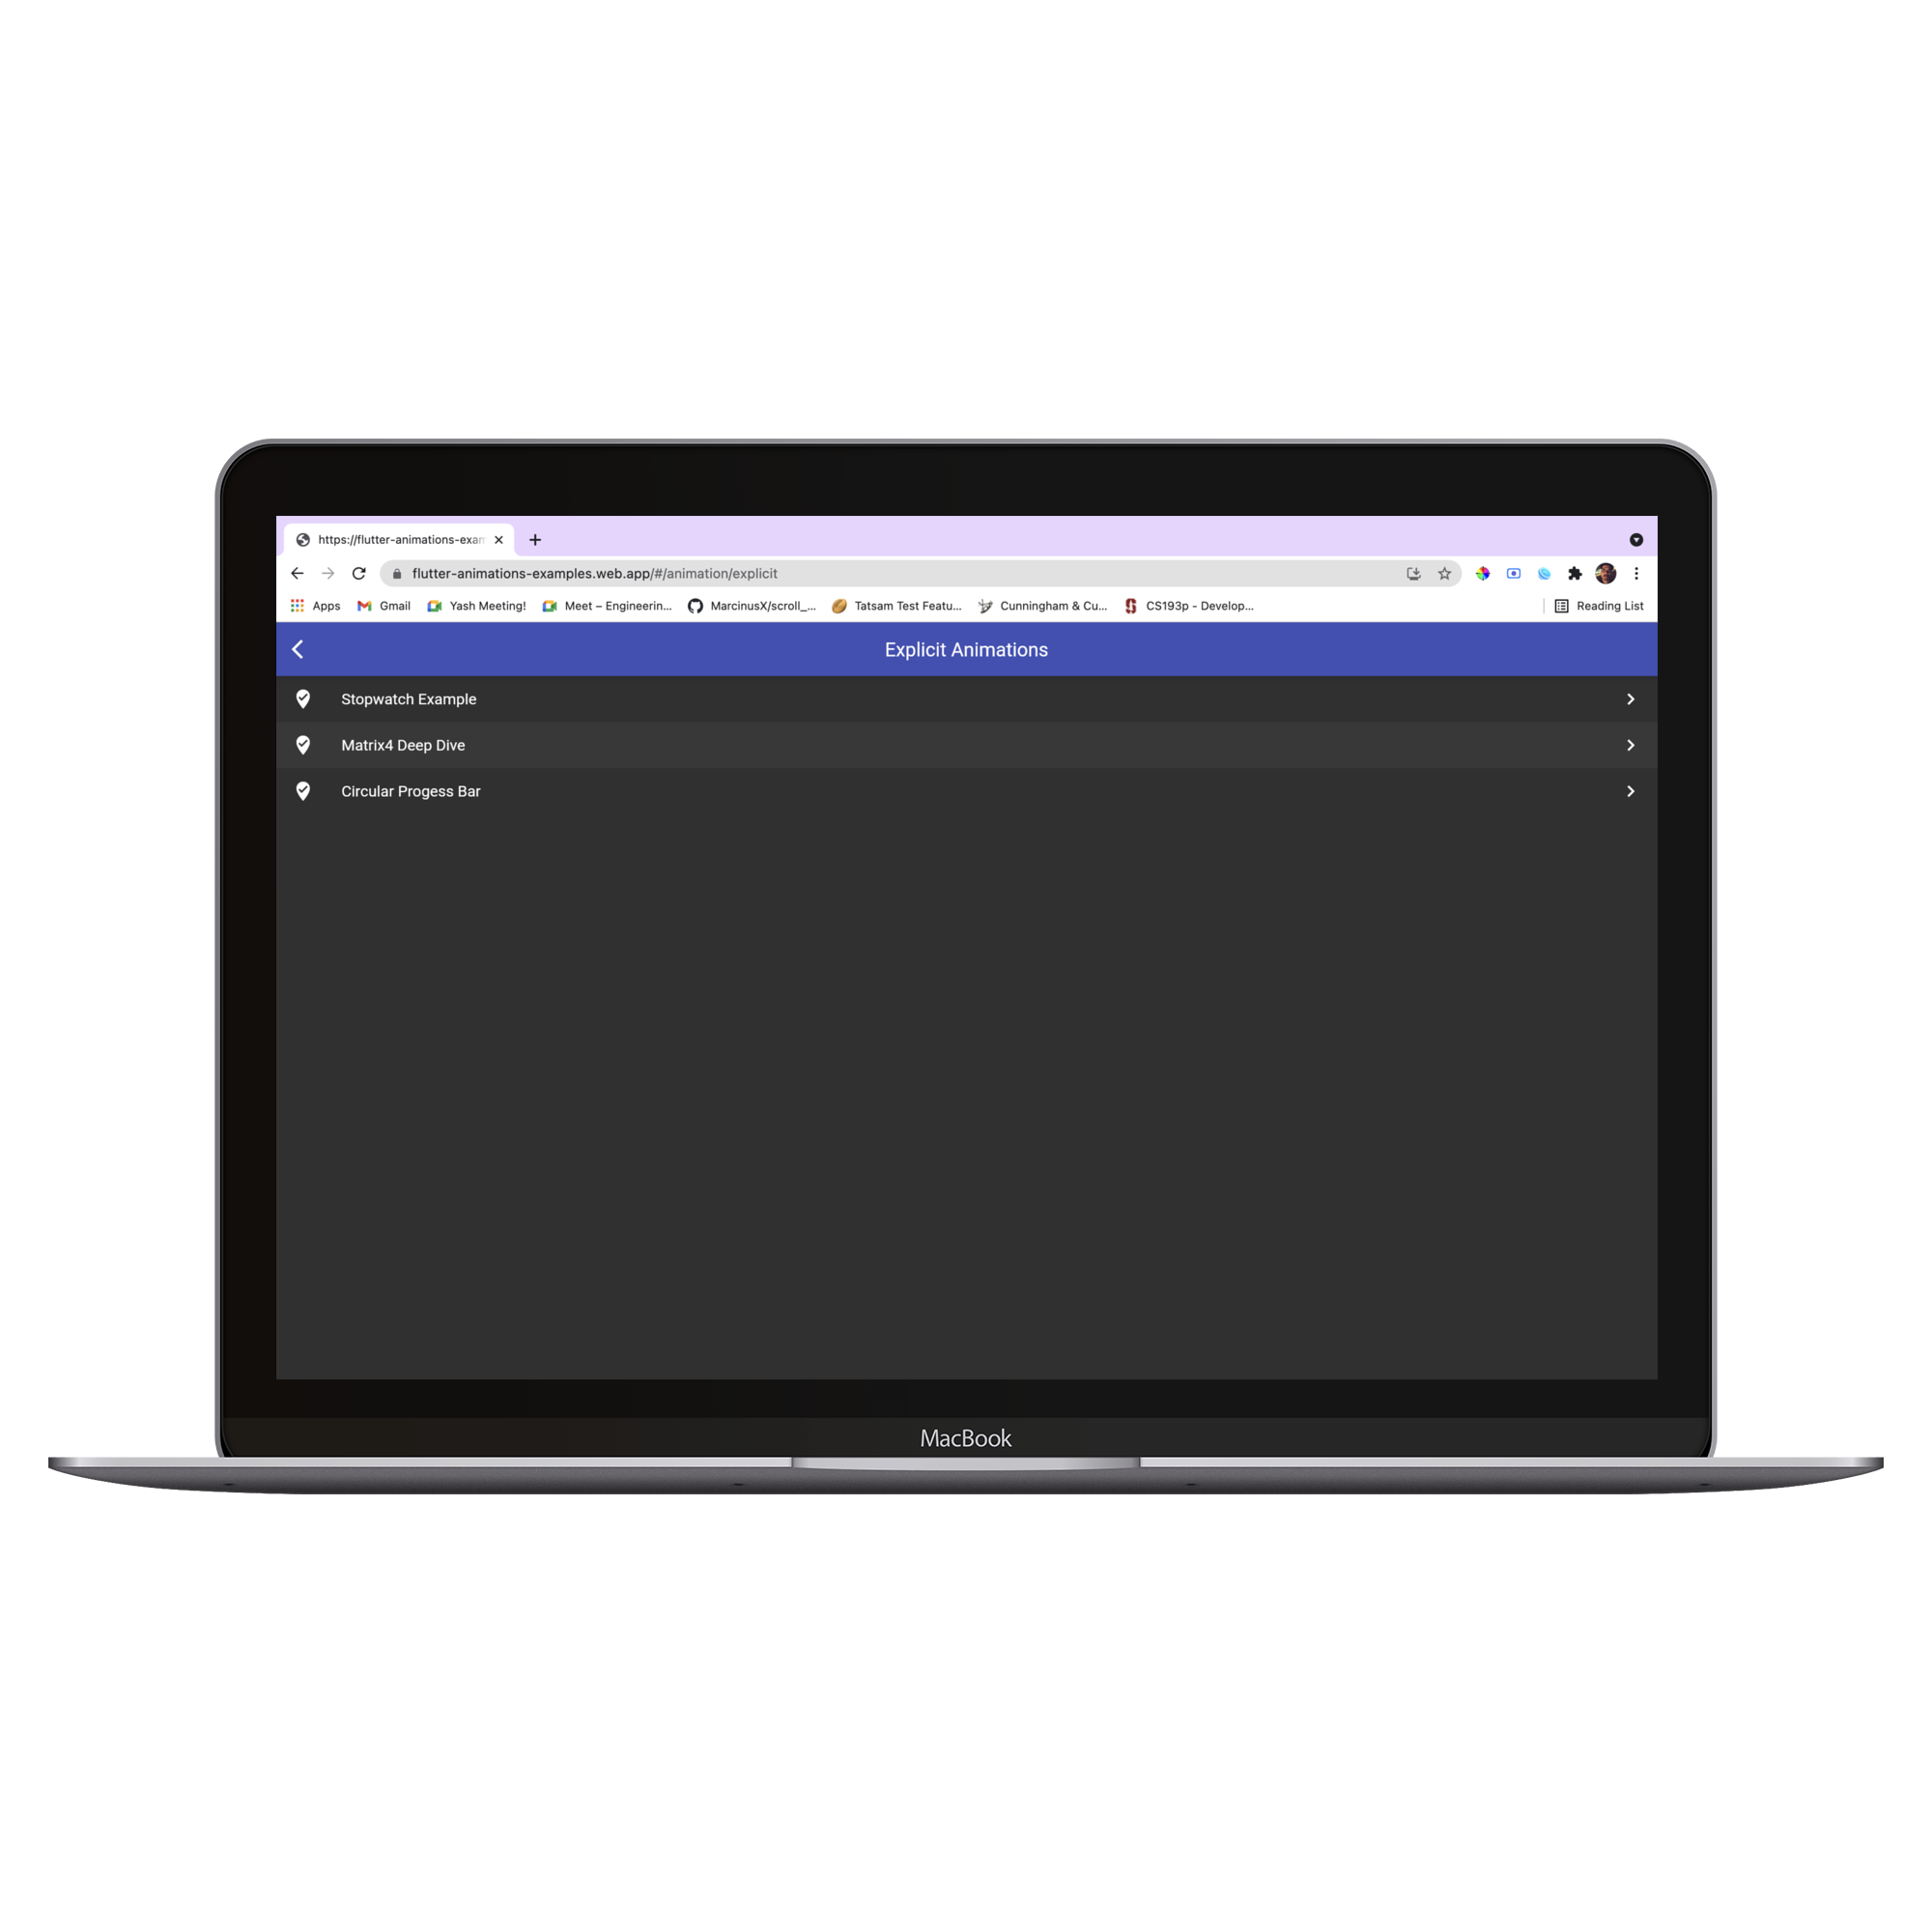 https://flutter-animations-exam
flutter-animations-examples.web.app/#/animation/explicit
Apps Gmail Yash Meeting! Meet – Engineerin... MarcinusX/scroll_... Tatsam Test Featu... Cunningham & Cu... CS193p - Develop... Reading List
Explicit Animations
Stopwatch Example
Matrix4 Deep Dive
Circular Progess Bar
MacBook